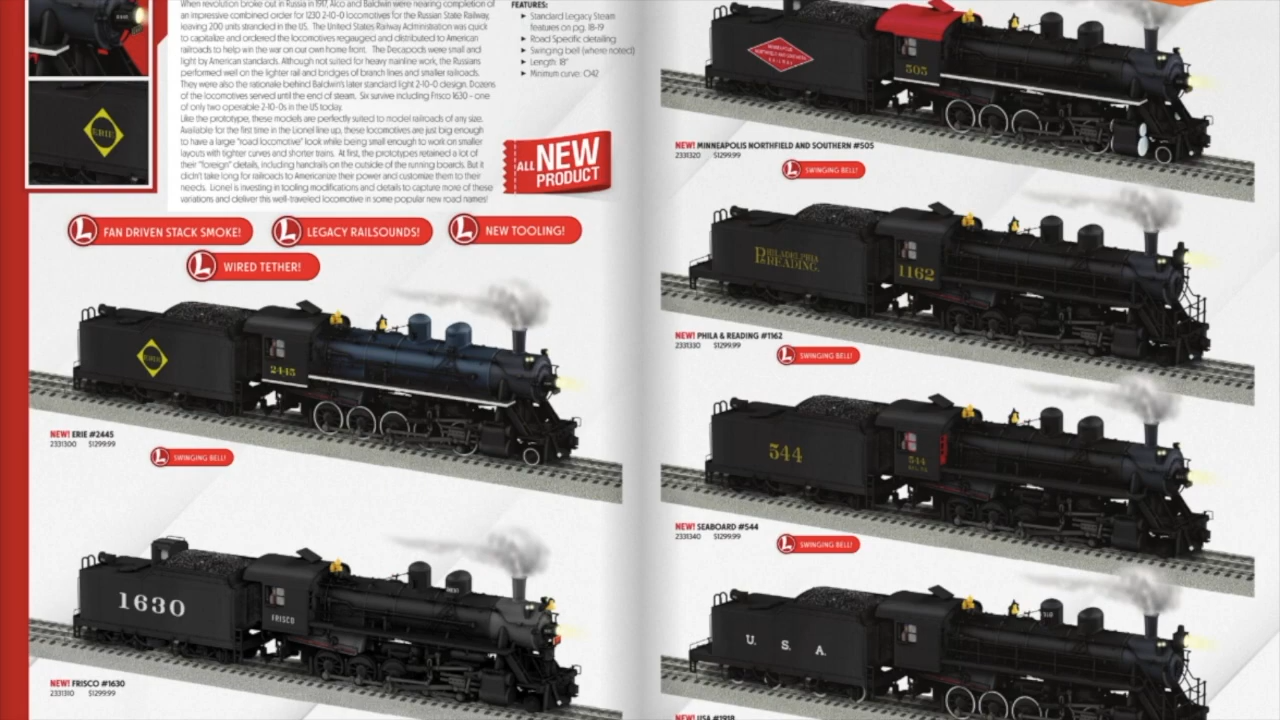 When revolution broke out in Russia in 1917, Alco and Baldwin were nearing completion of
an impressive combined order for 1230 2-10-0 locomotives for the Russian State Railway,
leaving 200 units stranded in the US. The United States Railway Administration was quick
to capitalize and ordered the locomotives regauged and distributed to American
railroads to help win the war on our own home front. The Decapods were small and
light by American standards. Although not suited for heavy mainline work, the Russians
performed well on the lighter rail and bridges of branch lines and smaller railroads.
They were also the rationale behind Baldwin's later standard light 2-10-0 design. Dozens
of the locomotives served until the end of steam. Six survive including Frisco 1630 - one
of only two operable 2-10-0s in the US today.
Like the prototype, these models are perfectly suited to model railroads of any size.
Available for the first time in the Lionel line up, these locomotives are just big enough
to have a large "road locomotive" look while being small enough to work on smaller
layouts with tighter curves and shorter trains. At first, the prototypes retained a lot of
their "foreign" details, including handrails on the outside of the running boards. But it
didn't take long for railroads to Americanize their power and customize them to their
needs. Lionel is investing in tooling modifications and details to capture more of these
variations and deliver this well-traveled locomotive in some popular new road names!
FEATURES:
► Standard Legacy Steam
features on pg. 18-19
► Road Specific detailing
► Swinging bell (where noted)
► Length: 18"
► Minimum curve: O42
ALL NEW
PRODUCT
ERIE
L FAN DRIVEN STACK SMOKE!
L LEGACY RAILSOUNDS!
L NEW TOOLING!
L WIRED TETHER!
ERIE
2445
NEW! ERIE #2445
2331300 $1299.99
L SWINGING BELL!
1630
FRISCO
NEW! FRISCO #1630
2331310 $1299.99
MINNEAPOLIS
NORTHFIELD AND SOUTHERN
RAILWAY
505
NEW! MINNEAPOLIS NORTHFIELD AND SOUTHERN #505
2331320 $1299.99
L SWINGING BELL!
PHILADELPHIA
READING.
1162
NEW! PHILA & READING #1162
2331330 $1299.99
L SWINGING BELL!
544
544
NEW! SEABOARD #544
2331340 $1299.99
L SWINGING BELL!
U. S. A.
NEW! USA #1918